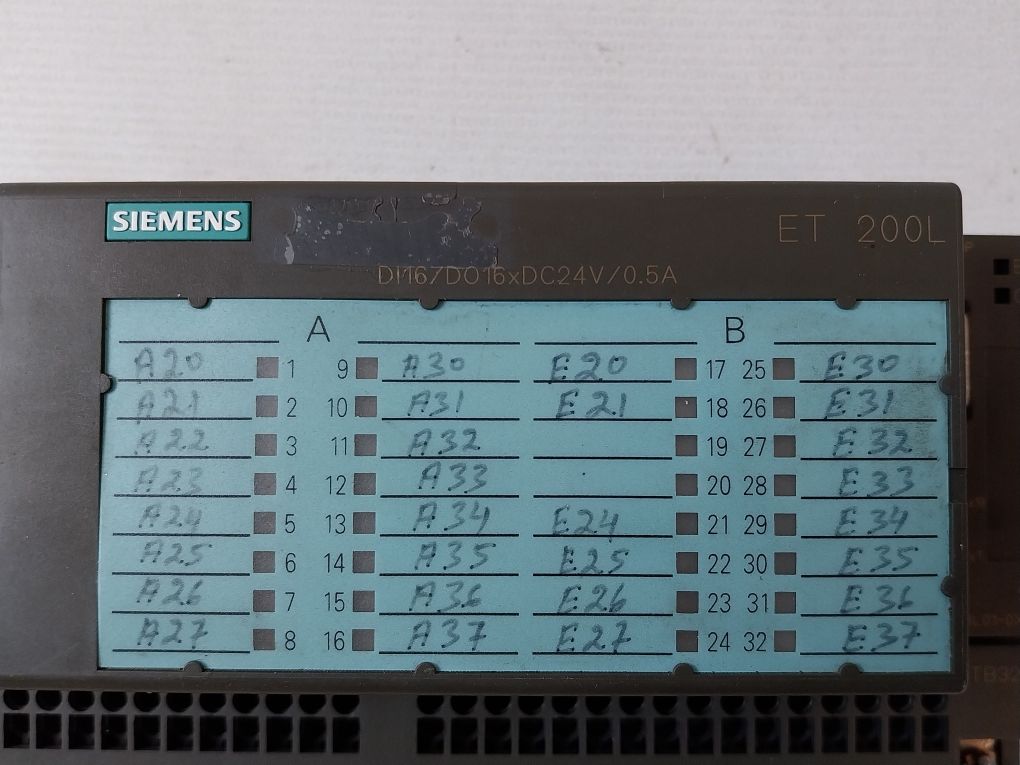 SIEMENS
ET 200L
DI16/DO16xDC24V/0.5A
A B
A20 1 9 A30 E20 17 25 E30
A21 2 10 A31 E21 18 26 E31
A22 3 11 A32 19 27 E32
A23 4 12 A33 20 28 E33
A24 5 13 A34 E24 21 29 E34
A25 6 14 A35 E25 22 30 E35
A26 7 15 A36 E26 23 31 E36
A27 8 16 A37 E27 24 32 E37
TB32